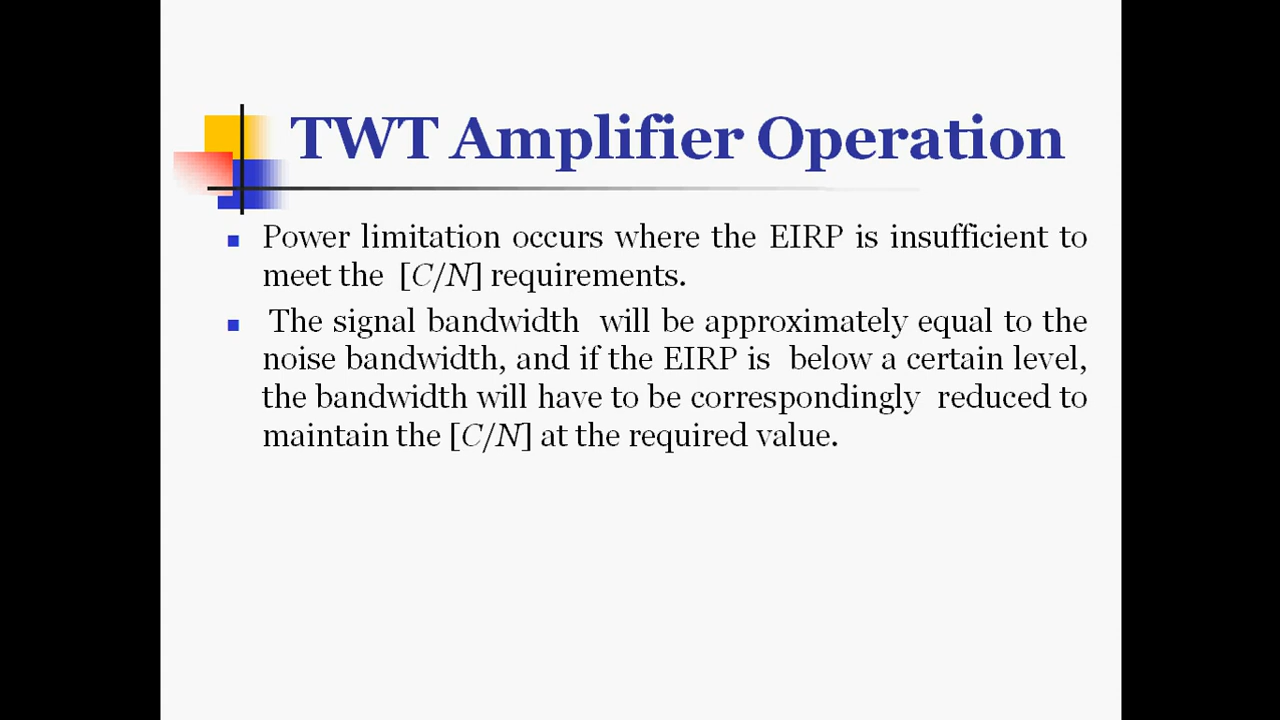 TWT Amplifier Operation
Power limitation occurs where the EIRP is insufficient to
meet the [C/N] requirements.
The signal bandwidth will be approximately equal to the
noise bandwidth, and if the EIRP is below a certain level,
the bandwidth will have to be correspondingly reduced to
maintain the [C/N] at the required value.